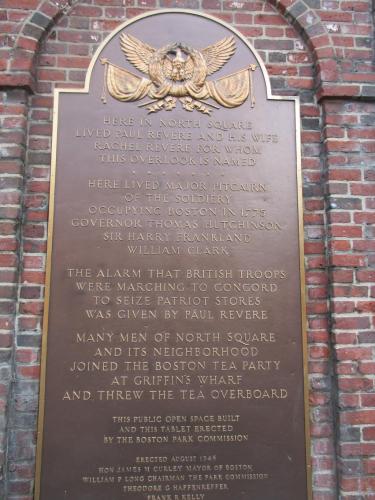 HERE IN NORTH SQUARE
LIVED PAUL REVERE AND HIS WIFE
RACHEL REVERE FOR WHOM
THIS OVERLOOK IS NAMED
HERE LIVED MAJOR PITCAIRN
OF THE SOLDIERY
OCCUPYING BOSTON IN 1775
GOVERNOR THOMAS HUTCHINSON
SIR HARRY FRANKLAND
WILLIAM CLARK
THE ALARM THAT BRITISH TROOPS
WERE MARCHING TO CONCORD
TO SEIZE PATRIOT STORES
WAS GIVEN BY PAUL REVERE
MANY MEN OF NORTH SQUARE
AND ITS NEIGHBORHOOD
JOINED THE BOSTON TEA PARTY
AT GRIFFIN'S WHARF
AND THREW THE TEA OVERBOARD
THIS PUBLIC OPEN SPACE BUILT
AND THIS TABLET ERECTED
BY THE BOSTON PARK COMMISSION
ERECTED AUGUST 1946
HON JAMES M CURLEY MAYOR OF BOSTON
WILLIAM P LONG CHAIRMAN THE PARK COMMISSION
THEODORE G HAFFENREFFER
FRANK R KELLY